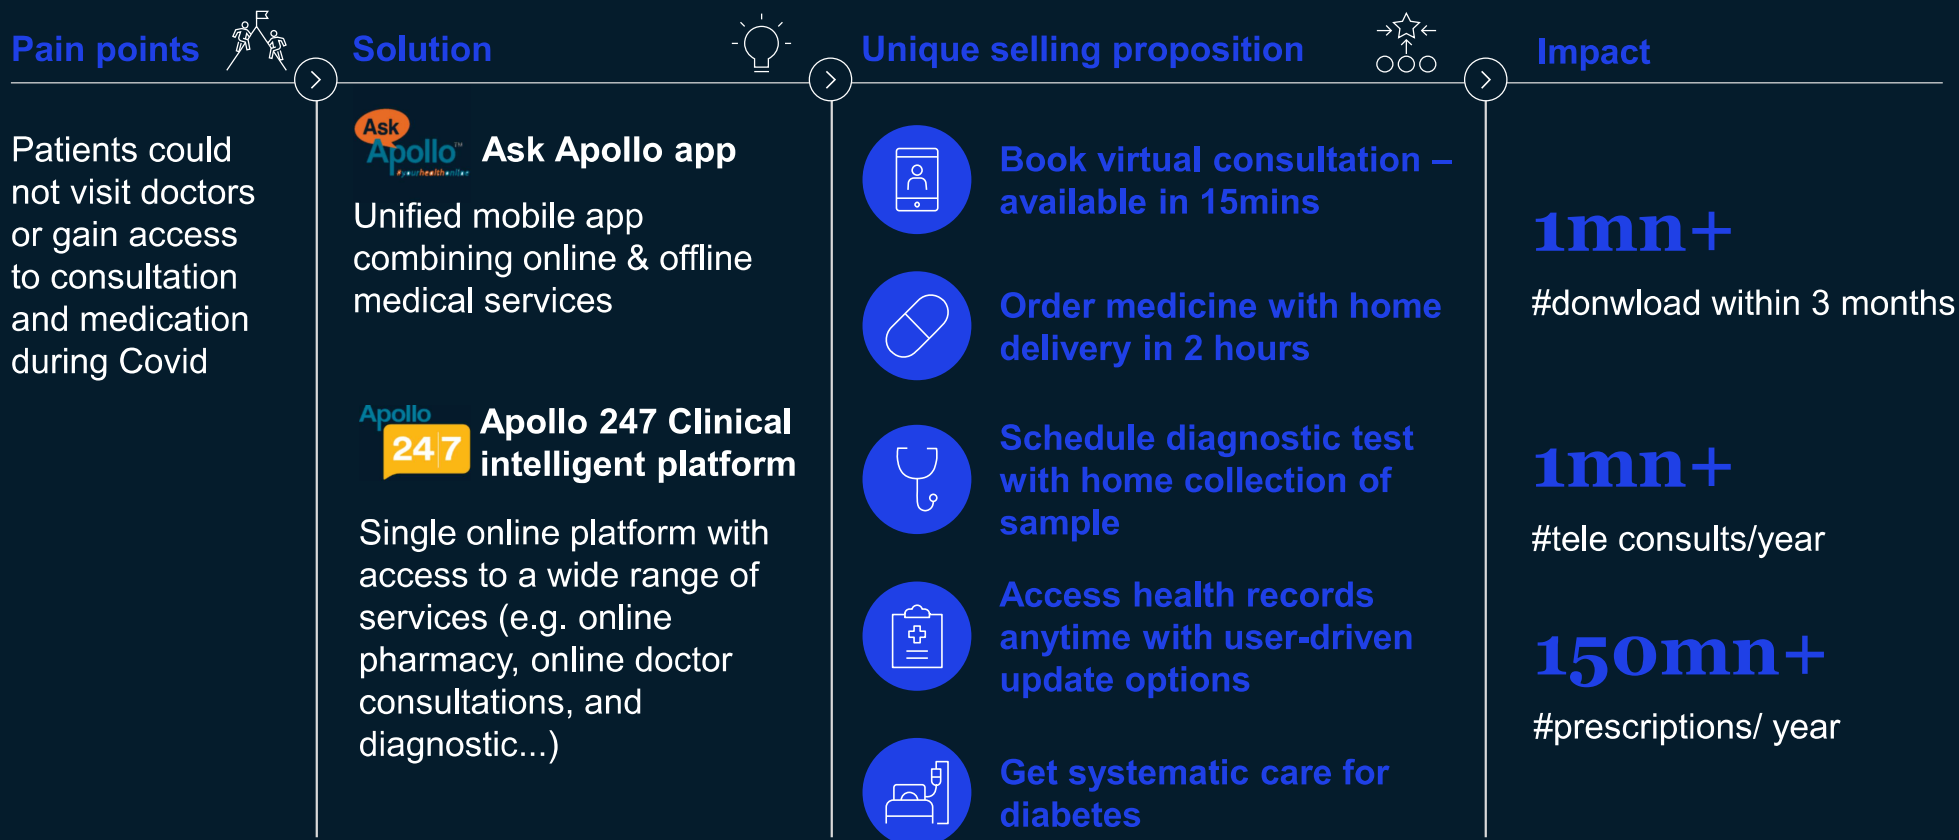 Pain points
Patients could
not visit doctors
or gain access
to consultation
and medication
during Covid
Solution
Ask
Apollo™
#yourhealthonline
Ask Apollo app
Unified mobile app
combining online & offline
medical services
Apollo
24|7
Apollo 247 Clinical
intelligent platform
Single online platform with
access to a wide range of
services (e.g. online
pharmacy, online doctor
consultations, and
diagnostic...)
Unique selling proposition
Book virtual consultation –
available in 15mins
Order medicine with home
delivery in 2 hours
Schedule diagnostic test
with home collection of
sample
Access health records
anytime with user-driven
update options
Get systematic care for
diabetes
Impact
1mn+
#donwload within 3 months
1mn+
#tele consults/year
150mn+
#prescriptions/ year